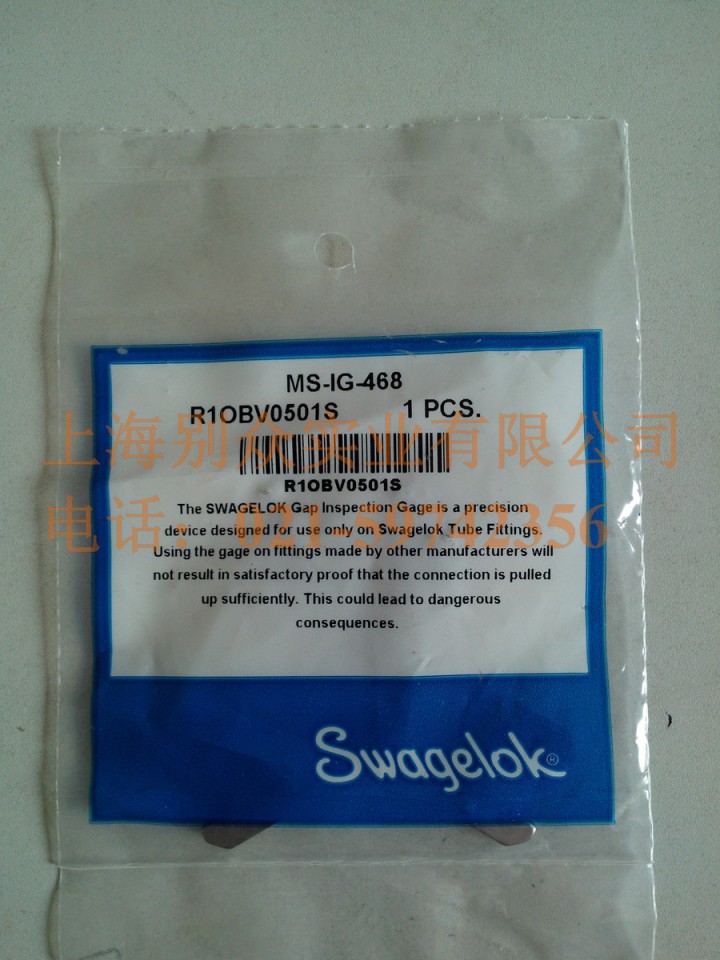 MS-IG-468
R1OBV0501S 1 PCS.
上海别众实业有限公司
R1OBV0501S
The SWAGELOK Gap Inspection Gage is a precision
device designed for use only on Swagelok Tube Fittings.
电话：021-59742356
Using the gage on fittings made by other manufacturers will
not result in satisfactory proof that the connection is pulled
up sufficiently. This could lead to dangerous
consequences.
Swagelok®